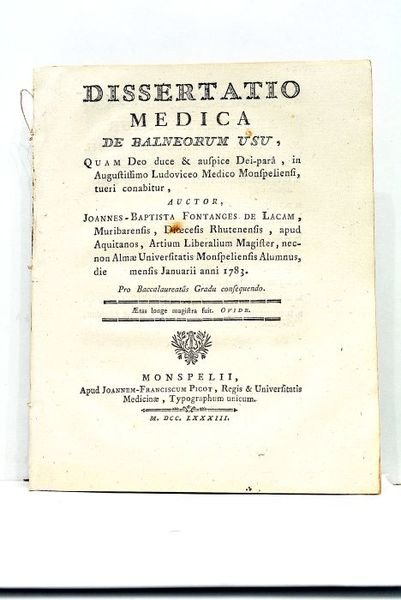 DISSERTATIO
MEDICA
DE BALNEORUM USU,
QUAM Deo duce & auſpice Dei-parâ, in
Auguſtiſſimo Ludoviceo Medico Monſpelienſi,
tueri conabitur,
AUCTOR,
JOANNES-BAPTISTA FONTANGES DE LACAM,
Muribarenſis, Diœceſis Rhutenenſis, apud
Aquitanos, Artium Liberalium Magiſter, nec-
non Almæ Univerſitatis Monſpelienſis Alumnus,
die menſis Januarii anni 1783.
Pro Baccalaureatûs Gradu conſequendo.
Ætas longe magiſtra fuit. OVIDE.
MONSPELII,
Apud JOANNEM-FRANCISCUM PICOT, Regis & Univerſitatis
Medicinæ, Typographum unicum.
M. DCC. LXXXIII.